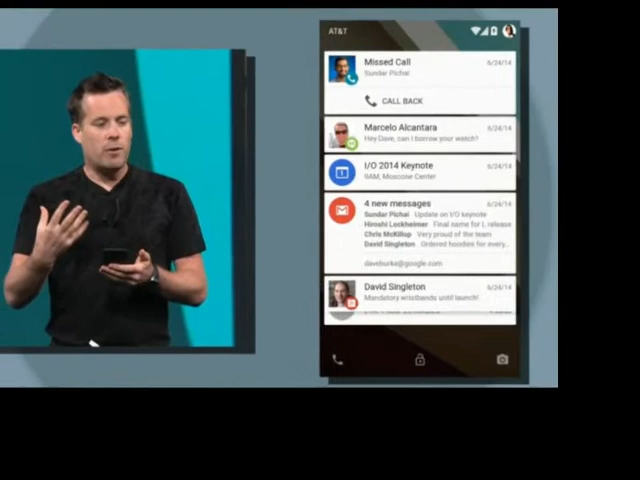 AT&T
Missed Call 6/24/14
Sundar Pichai
CALL BACK
Marcelo Alcantara 6/24/14
Hey Dave, can I borrow your watch?
I/O 2014 Keynote 6/24/14
9AM, Moscone Center
4 new messages 6/24/14
Sundar Pichai Update on I/O keynote
Hiroshi Lockheimer Final name for L release
Chris McKillop Very proud of the team
David Singleton Ordered hoodies for every...
daveburke@google.com
David Singleton 6/24/14
Mandatory wristbands until launch!